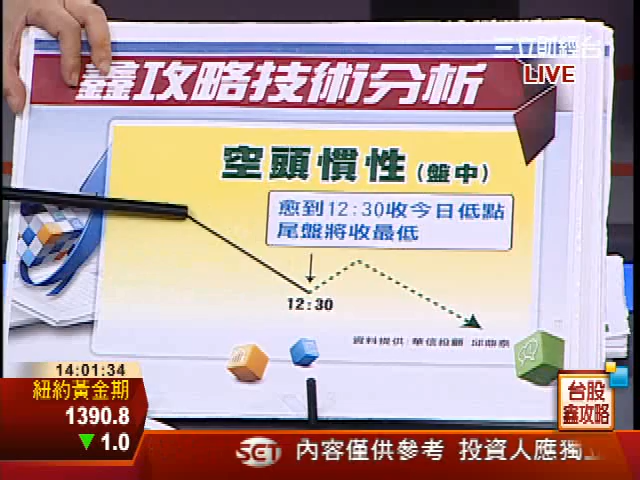 三立財經台
LIVE
鑫攻略技術分析
空頭慣性(盤中)
愈到12:30收今日低點
尾盤將收最低
12:30
資料提供:華信投顧 邱鼎泰
14:01:34
紐約黃金期
1390.8
▼1.0
台股
鑫攻略
SET 內容僅供參考 投資人應獨立